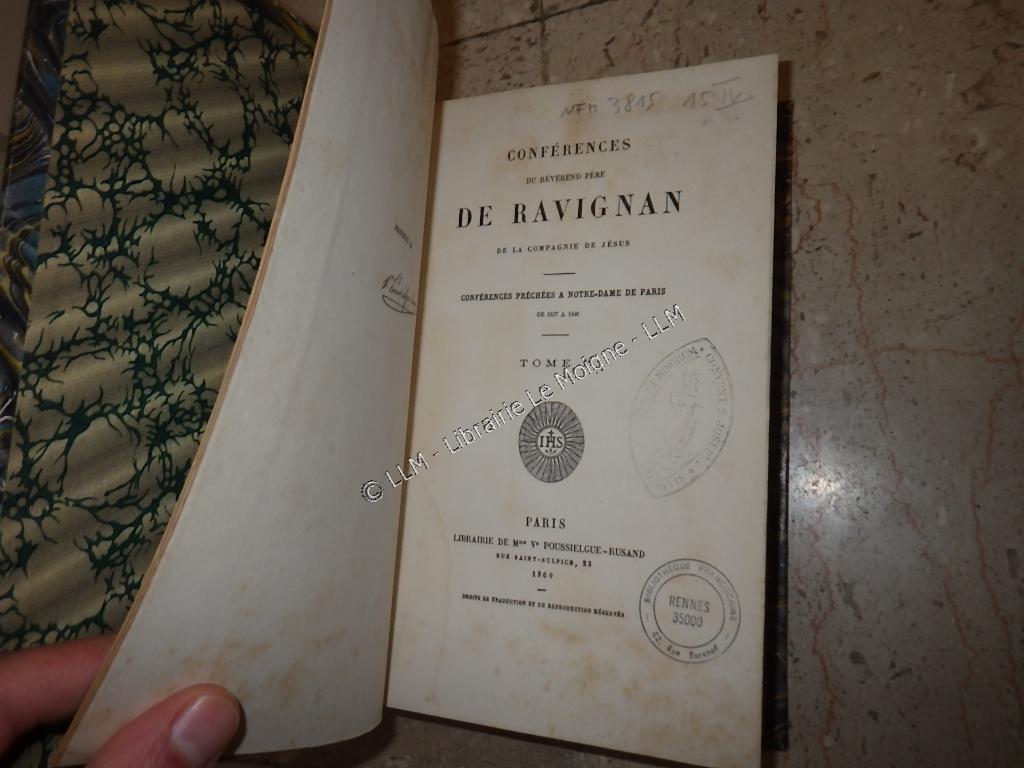 3815 15 IV
CONFÉRENCES
DU RÉVÉREND PÈRE
DE RAVIGNAN
DE LA COMPAGNIE DE JÉSUS
CONFÉRENCES PRÊCHÉES A NOTRE-DAME DE PARIS
DE 1837 A 1846
TOME
© LLM - Librairie Le Moigne - LLM
IHS
PARIS
LIBRAIRIE DE Mme Ve POUSSIELGUE-RUSAND
RUE SAINT-SULPICE, 23
1860
DROITS DE TRADUCTION ET DE REPRODUCTION RÉSERVÉS
BIBLIOTHÈQUE FRANCISCAINE
RENNES
35000
42, Rue